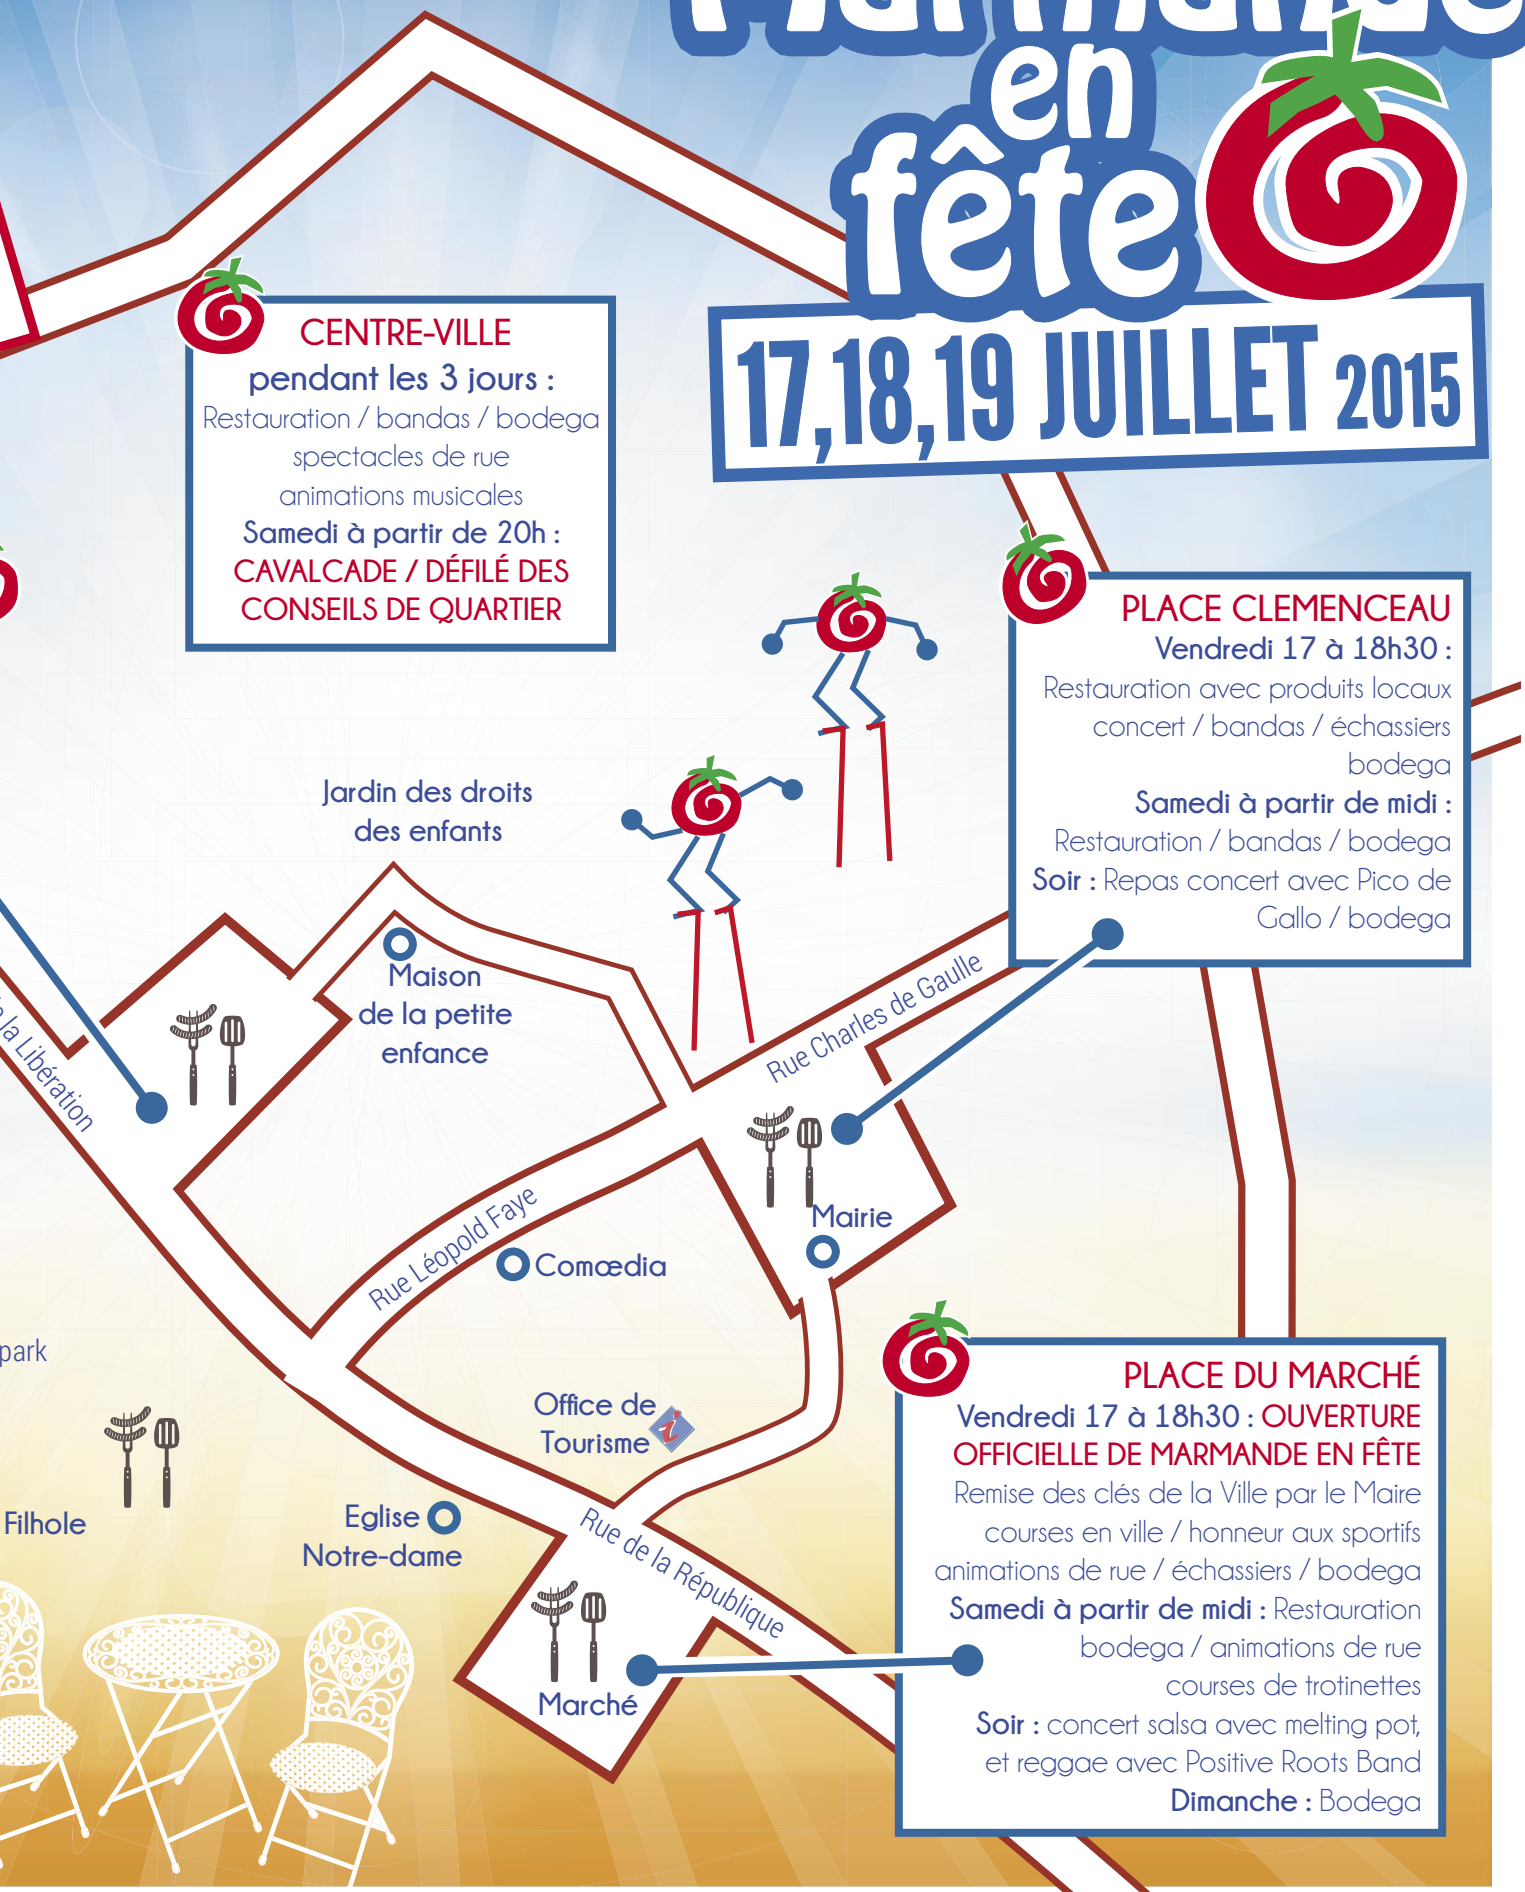 Marmande
en
fête
17,18,19 JUILLET 2015
CENTRE-VILLE
pendant les 3 jours :
Restauration / bandas / bodega
spectacles de rue
animations musicales
Samedi à partir de 20h :
CAVALCADE / DÉFILÉ DES
CONSEILS DE QUARTIER
PLACE CLEMENCEAU
Vendredi 17 à 18h30 :
Restauration avec produits locaux
concert / bandas / échassiers
bodega
Samedi à partir de midi :
Restauration / bandas / bodega
Soir : Repas concert avec Pico de
Gallo / bodega
Jardin des droits
des enfants
Maison
de la petite
enfance
Rue Charles de Gaulle
la Libération
Rue Léopold Faye
Mairie
Comœdia
park
Office de
Tourisme
i
Filhole
Eglise
Notre-dame
Rue de la République
Marché
PLACE DU MARCHÉ
Vendredi 17 à 18h30 : OUVERTURE
OFFICIELLE DE MARMANDE EN FÊTE
Remise des clés de la Ville par le Maire
courses en ville / honneur aux sportifs
animations de rue / échassiers / bodega
Samedi à partir de midi : Restauration
bodega / animations de rue
courses de trotinettes
Soir : concert salsa avec melting pot,
et reggae avec Positive Roots Band
Dimanche : Bodega